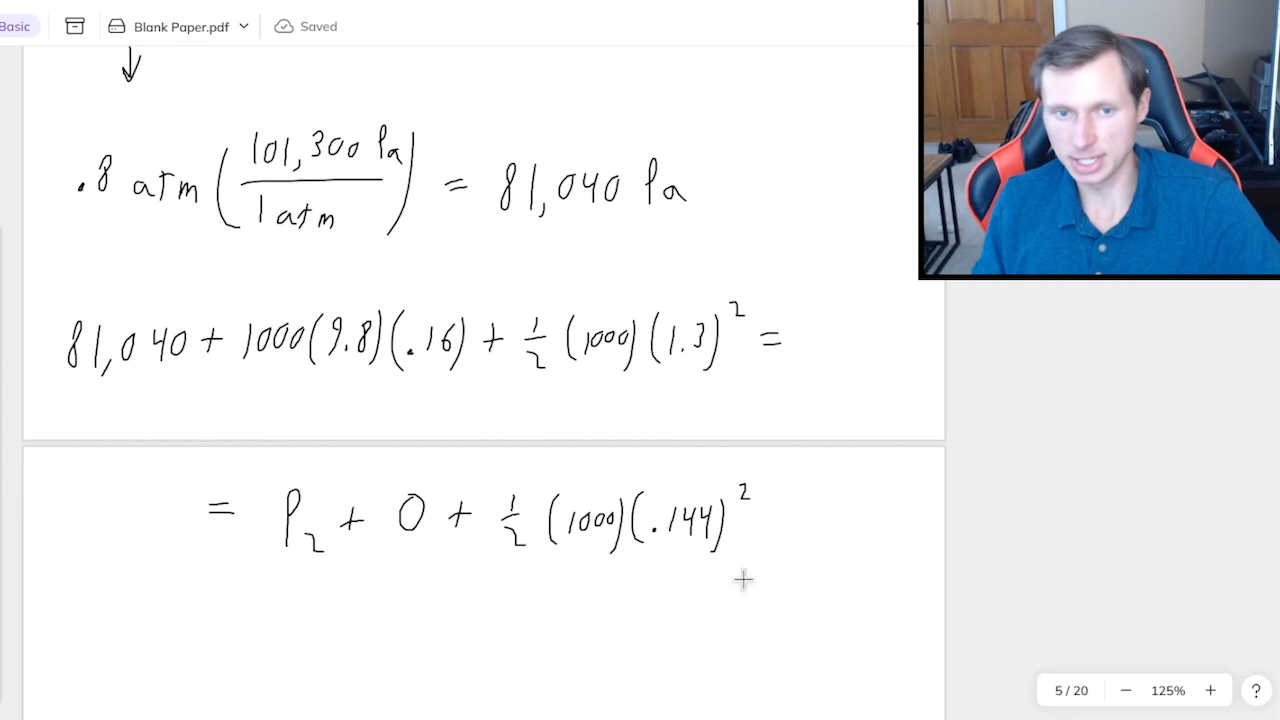 Basic Blank Paper.pdf Saved
.8 atm (101,300 Pa / 1 atm) = 81,040 Pa
81,040 + 1000(9.8)(.16) + 1/2 (1000)(1.3)² =
= P₂ + 0 + 1/2 (1000)(.144)²
5 / 20 − 125% + ?